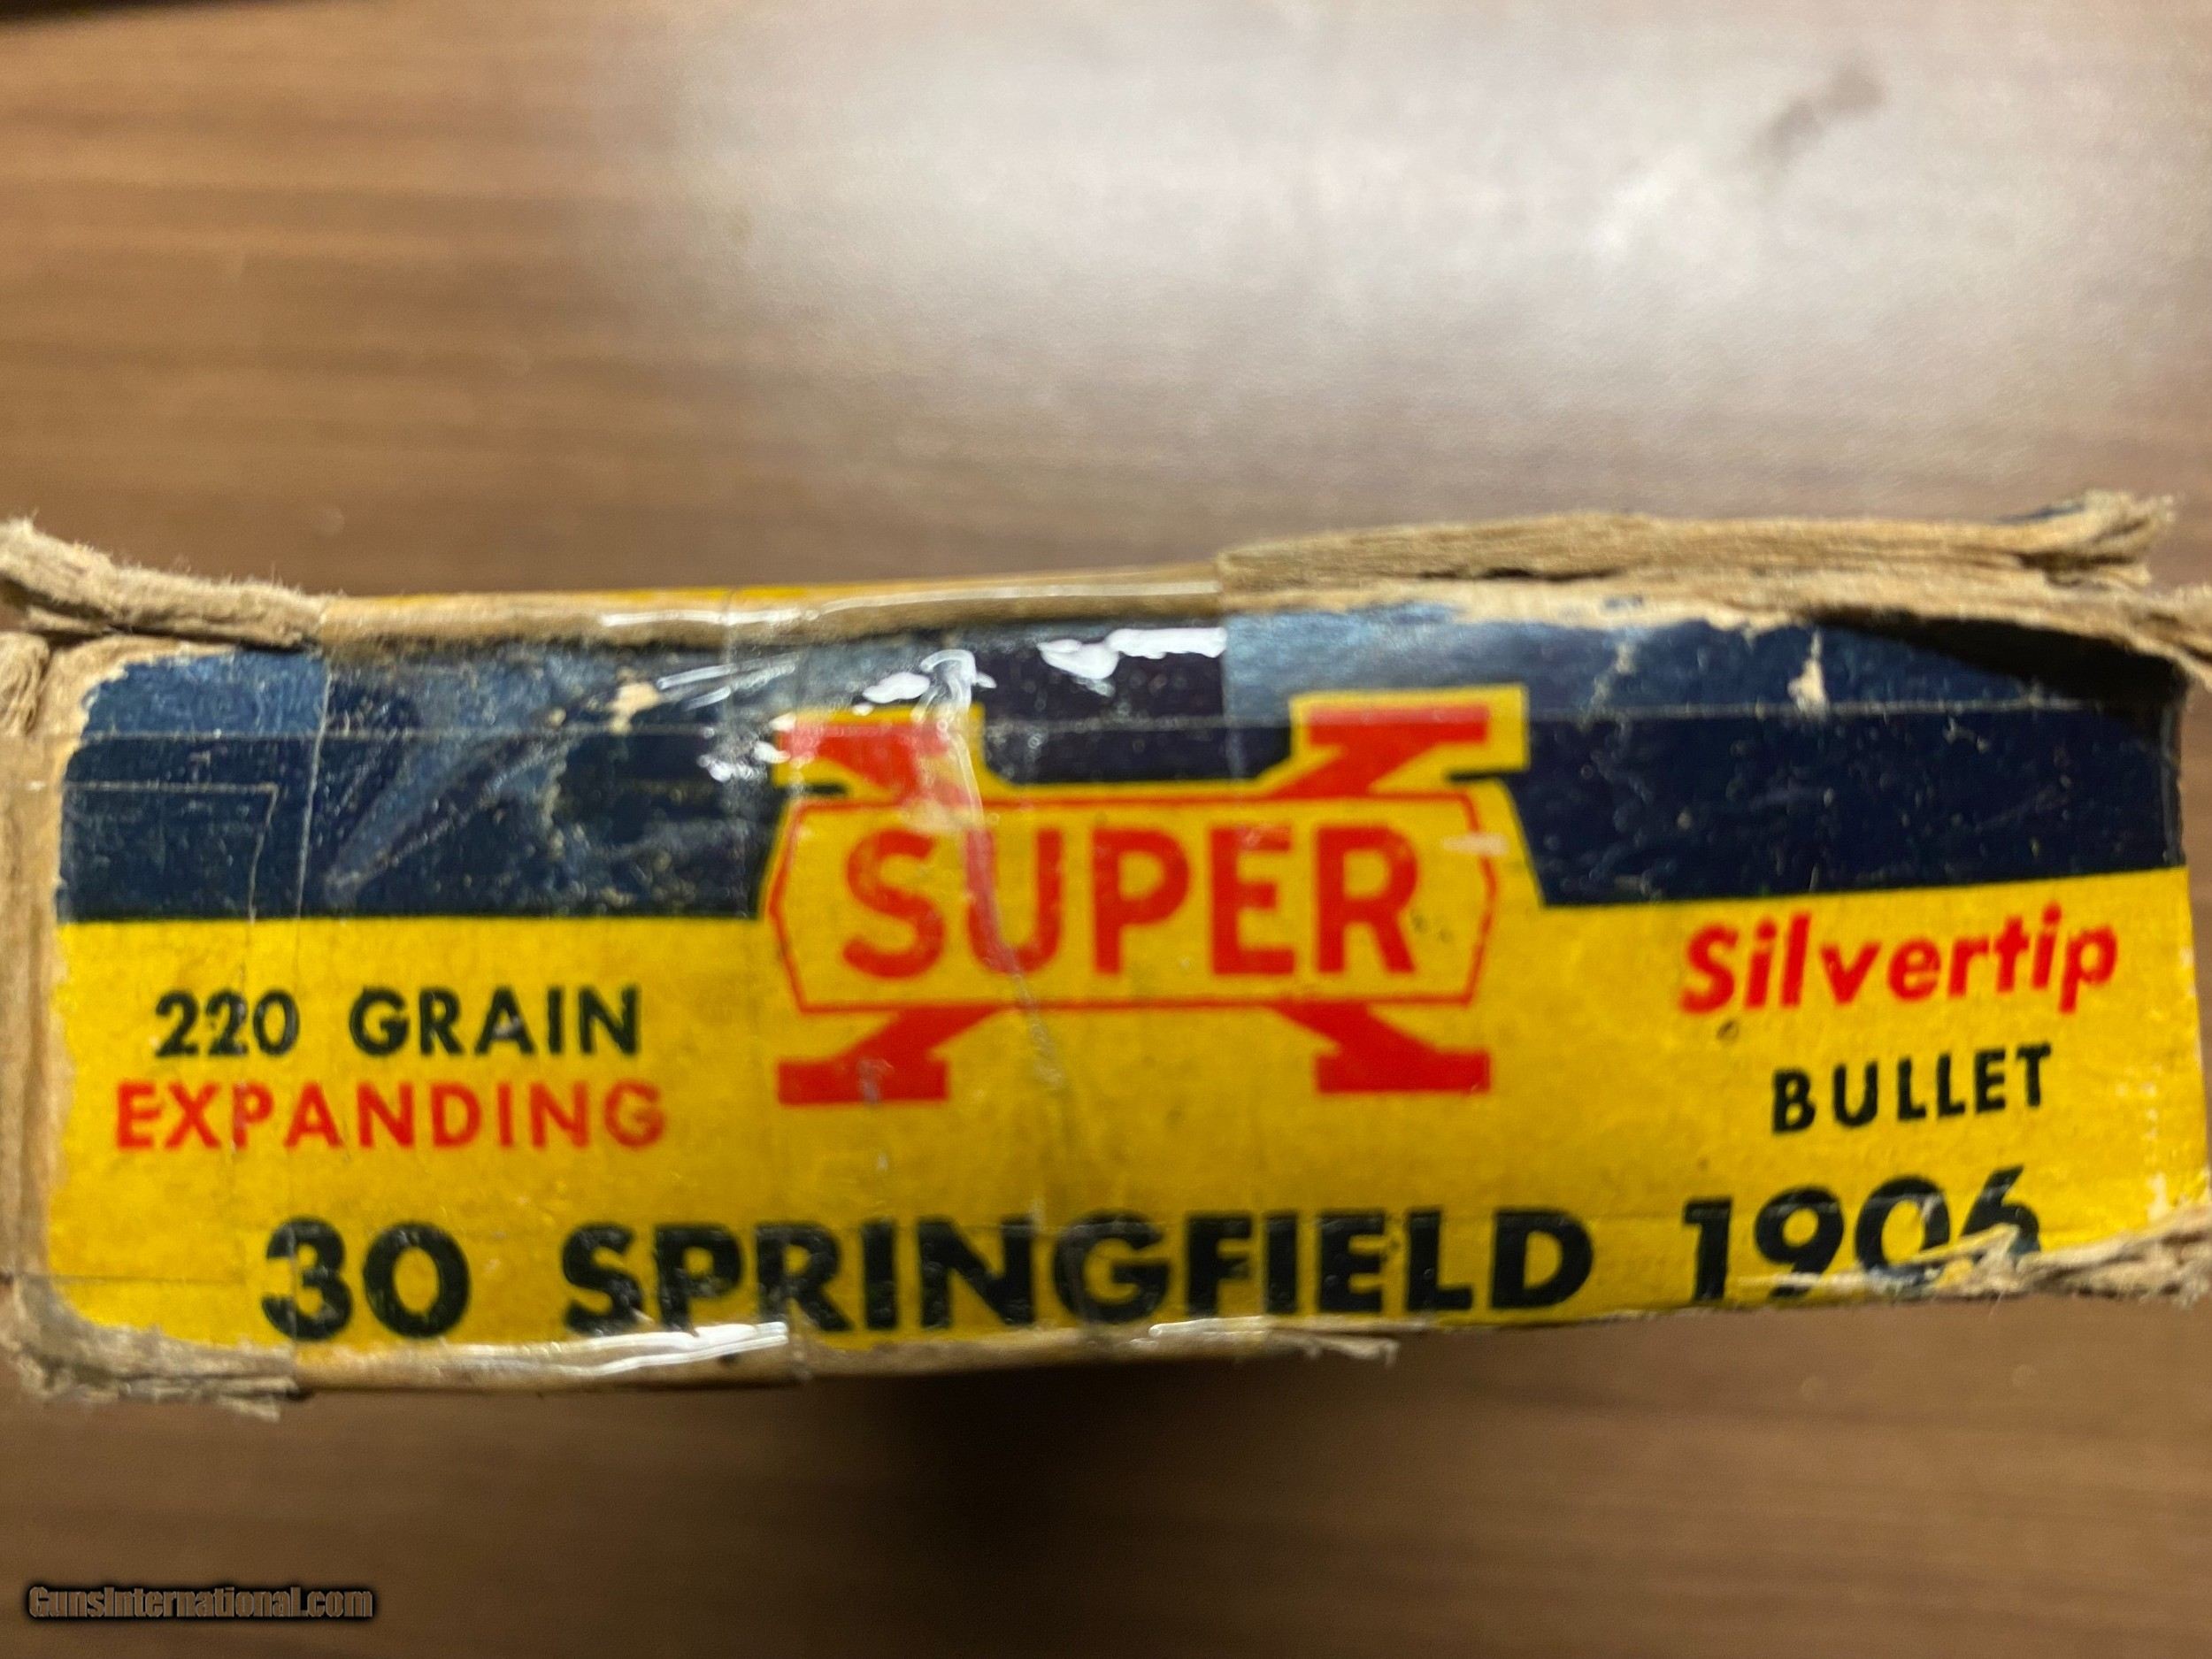 X
SUPER
220 GRAIN
EXPANDING
Silvertip
BULLET
30 SPRINGFIELD 1906
GunsInternational.com